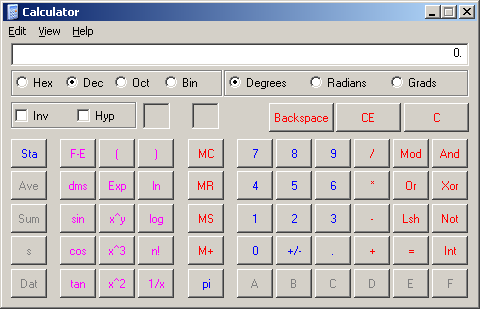 Calculator
Edit View Help
0.
Hex Dec Oct Bin Degrees Radians Grads
Inv Hyp Backspace CE C
Sta F-E ( ) MC 7 8 9 / Mod And
Ave dms Exp ln MR 4 5 6 * Or Xor
Sum sin x^y log MS 1 2 3 - Lsh Not
s cos x^3 n! M+ 0 +/- . + = Int
Dat tan x^2 1/x pi A B C D E F